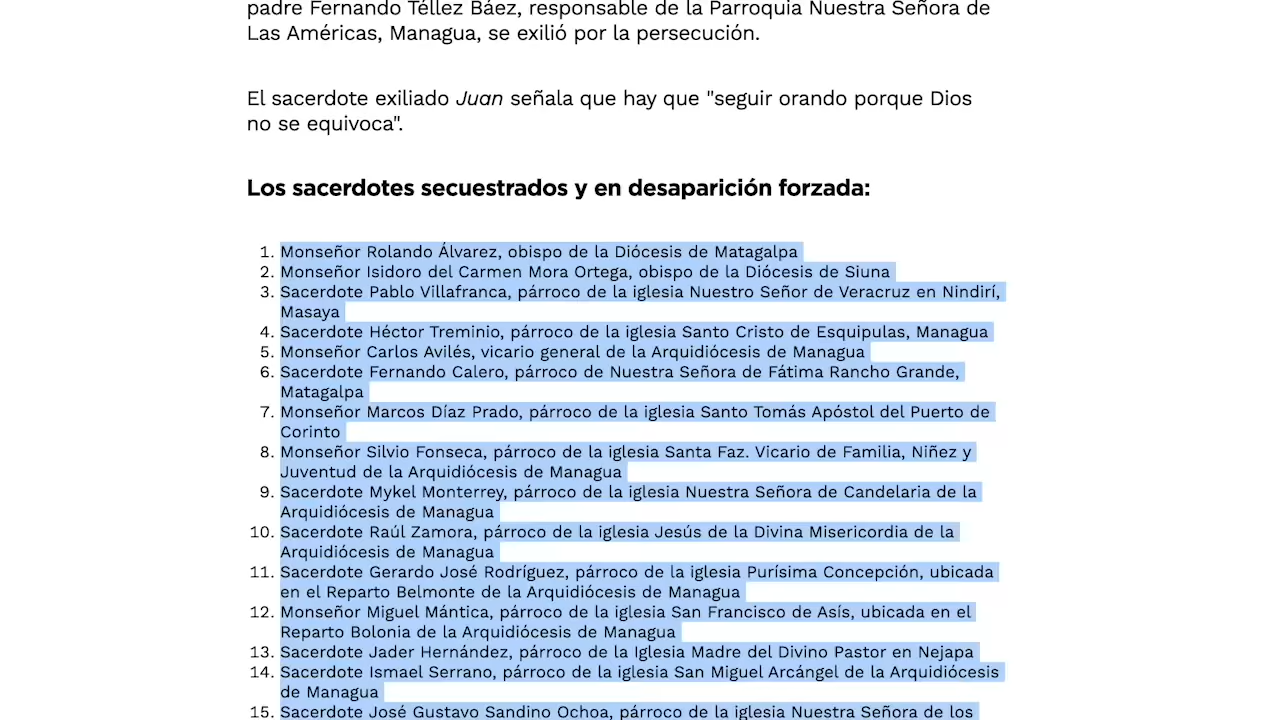 padre Fernando Téllez Báez, responsable de la Parroquia Nuestra Señora de
Las Américas, Managua, se exilió por la persecución.
El sacerdote exiliado Juan señala que hay que "seguir orando porque Dios
no se equivoca".
Los sacerdotes secuestrados y en desaparición forzada:
1. Monseñor Rolando Álvarez, obispo de la Diócesis de Matagalpa
2. Monseñor Isidoro del Carmen Mora Ortega, obispo de la Diócesis de Siuna
3. Sacerdote Pablo Villafranca, párroco de la iglesia Nuestro Señor de Veracruz en Nindirí,
Masaya
4. Sacerdote Héctor Treminio, párroco de la iglesia Santo Cristo de Esquipulas, Managua
5. Monseñor Carlos Avilés, vicario general de la Arquidiócesis de Managua
6. Sacerdote Fernando Calero, párroco de Nuestra Señora de Fátima Rancho Grande,
Matagalpa
7. Monseñor Marcos Díaz Prado, párroco de la iglesia Santo Tomás Apóstol del Puerto de
Corinto
8. Monseñor Silvio Fonseca, párroco de la iglesia Santa Faz. Vicario de Familia, Niñez y
Juventud de la Arquidiócesis de Managua
9. Sacerdote Mykel Monterrey, párroco de la iglesia Nuestra Señora de Candelaria de la
Arquidiócesis de Managua
10. Sacerdote Raúl Zamora, párroco de la iglesia Jesús de la Divina Misericordia de la
Arquidiócesis de Managua
11. Sacerdote Gerardo José Rodríguez, párroco de la iglesia Purísima Concepción, ubicada
en el Reparto Belmonte de la Arquidiócesis de Managua
12. Monseñor Miguel Mántica, párroco de la iglesia San Francisco de Asís, ubicada en el
Reparto Bolonia de la Arquidiócesis de Managua
13. Sacerdote Jader Hernández, párroco de la Iglesia Madre del Divino Pastor en Nejapa
14. Sacerdote Ismael Serrano, párroco de la iglesia San Miguel Arcángel de la Arquidiócesis
de Managua
15. Sacerdote José Gustavo Sandino Ochoa, párroco de la iglesia Nuestra Señora de los